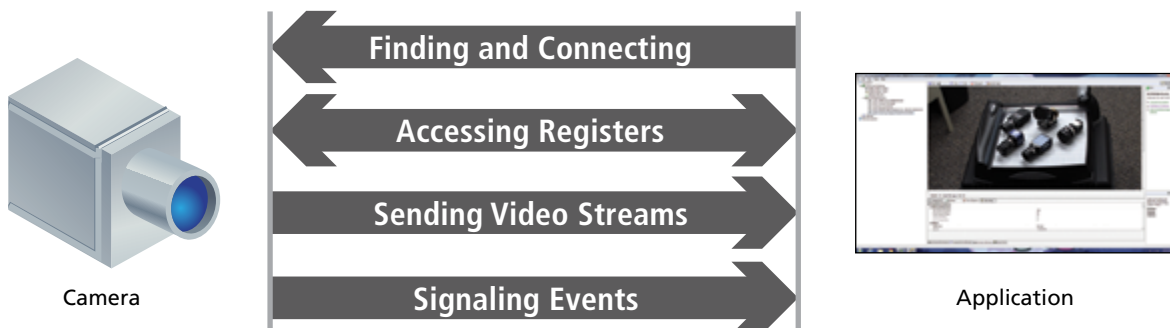 Finding and Connecting
Accessing Registers
Sending Video Streams
Signaling Events
Camera
Application